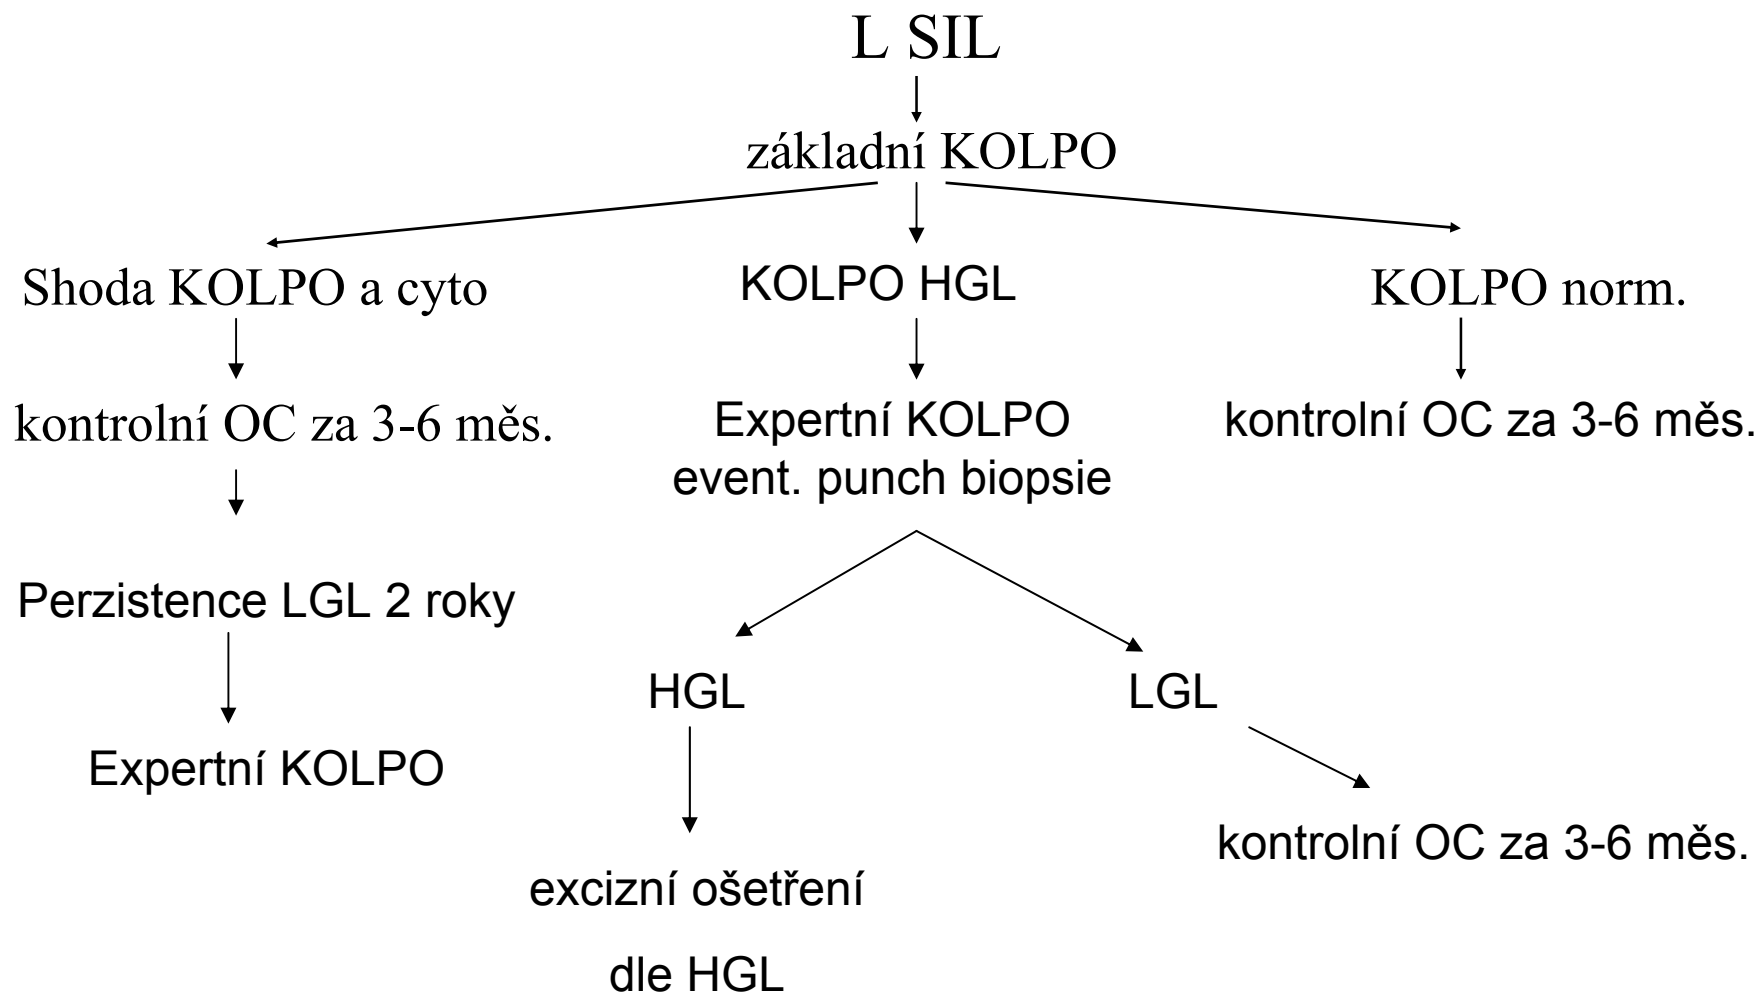 L SIL
základní KOLPO
Shoda KOLPO a cyto
KOLPO HGL
KOLPO norm.
kontrolní OC za 3-6 měs.
Expertní KOLPO
event. punch biopsie
kontrolní OC za 3-6 měs.
Perzistence LGL 2 roky
HGL
LGL
Expertní KOLPO
kontrolní OC za 3-6 měs.
excizní ošetření
dle HGL